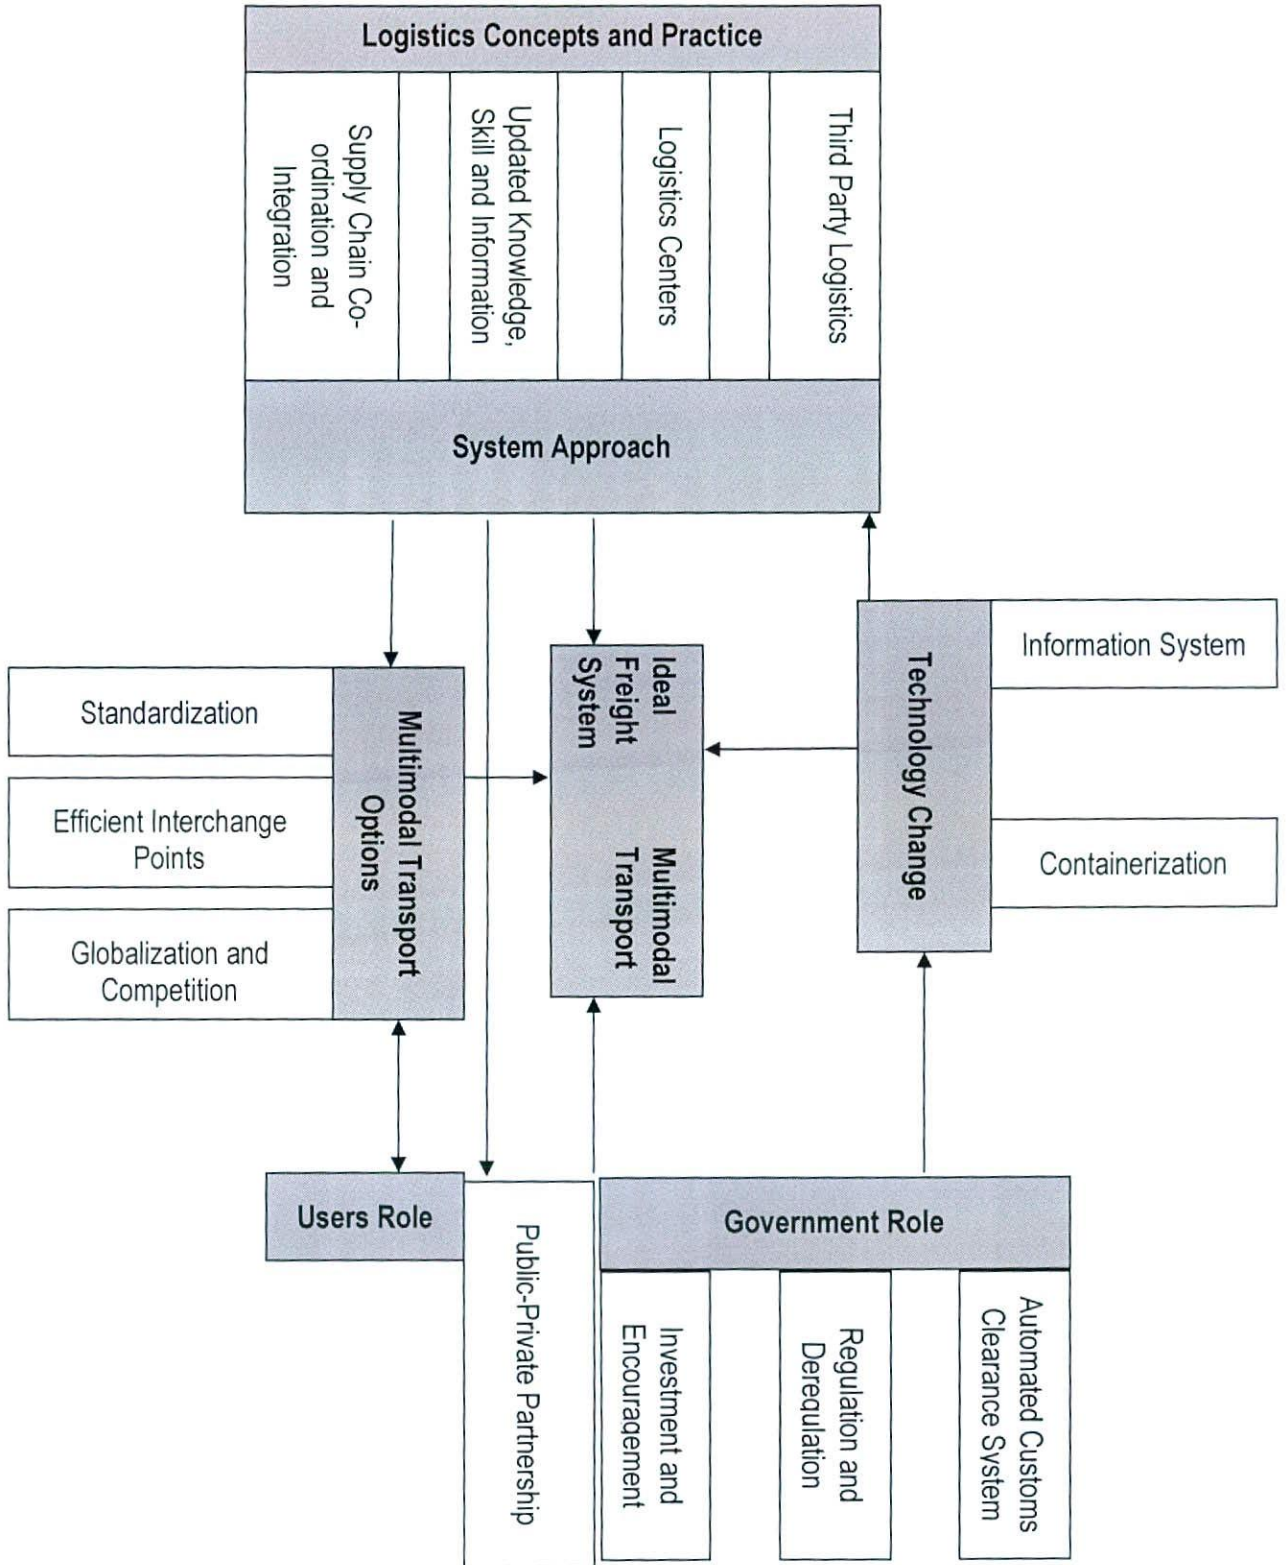 Logistics Concepts and Practice
Supply Chain Co-
ordination and
Integration
Updated Knowledge,
Skill and Information
Logistics Centers
Third Party Logistics
System Approach
Information System
Containerization
Technology Change
Ideal
Freight
System
Multimodal
Transport
Multimodal Transport
Options
Standardization
Efficient Interchange
Points
Globalization and
Competition
Users Role
Public-Private Partnership
Government Role
Investment and
Encouragement
Regulation and
Deregulation
Automated Customs
Clearance System